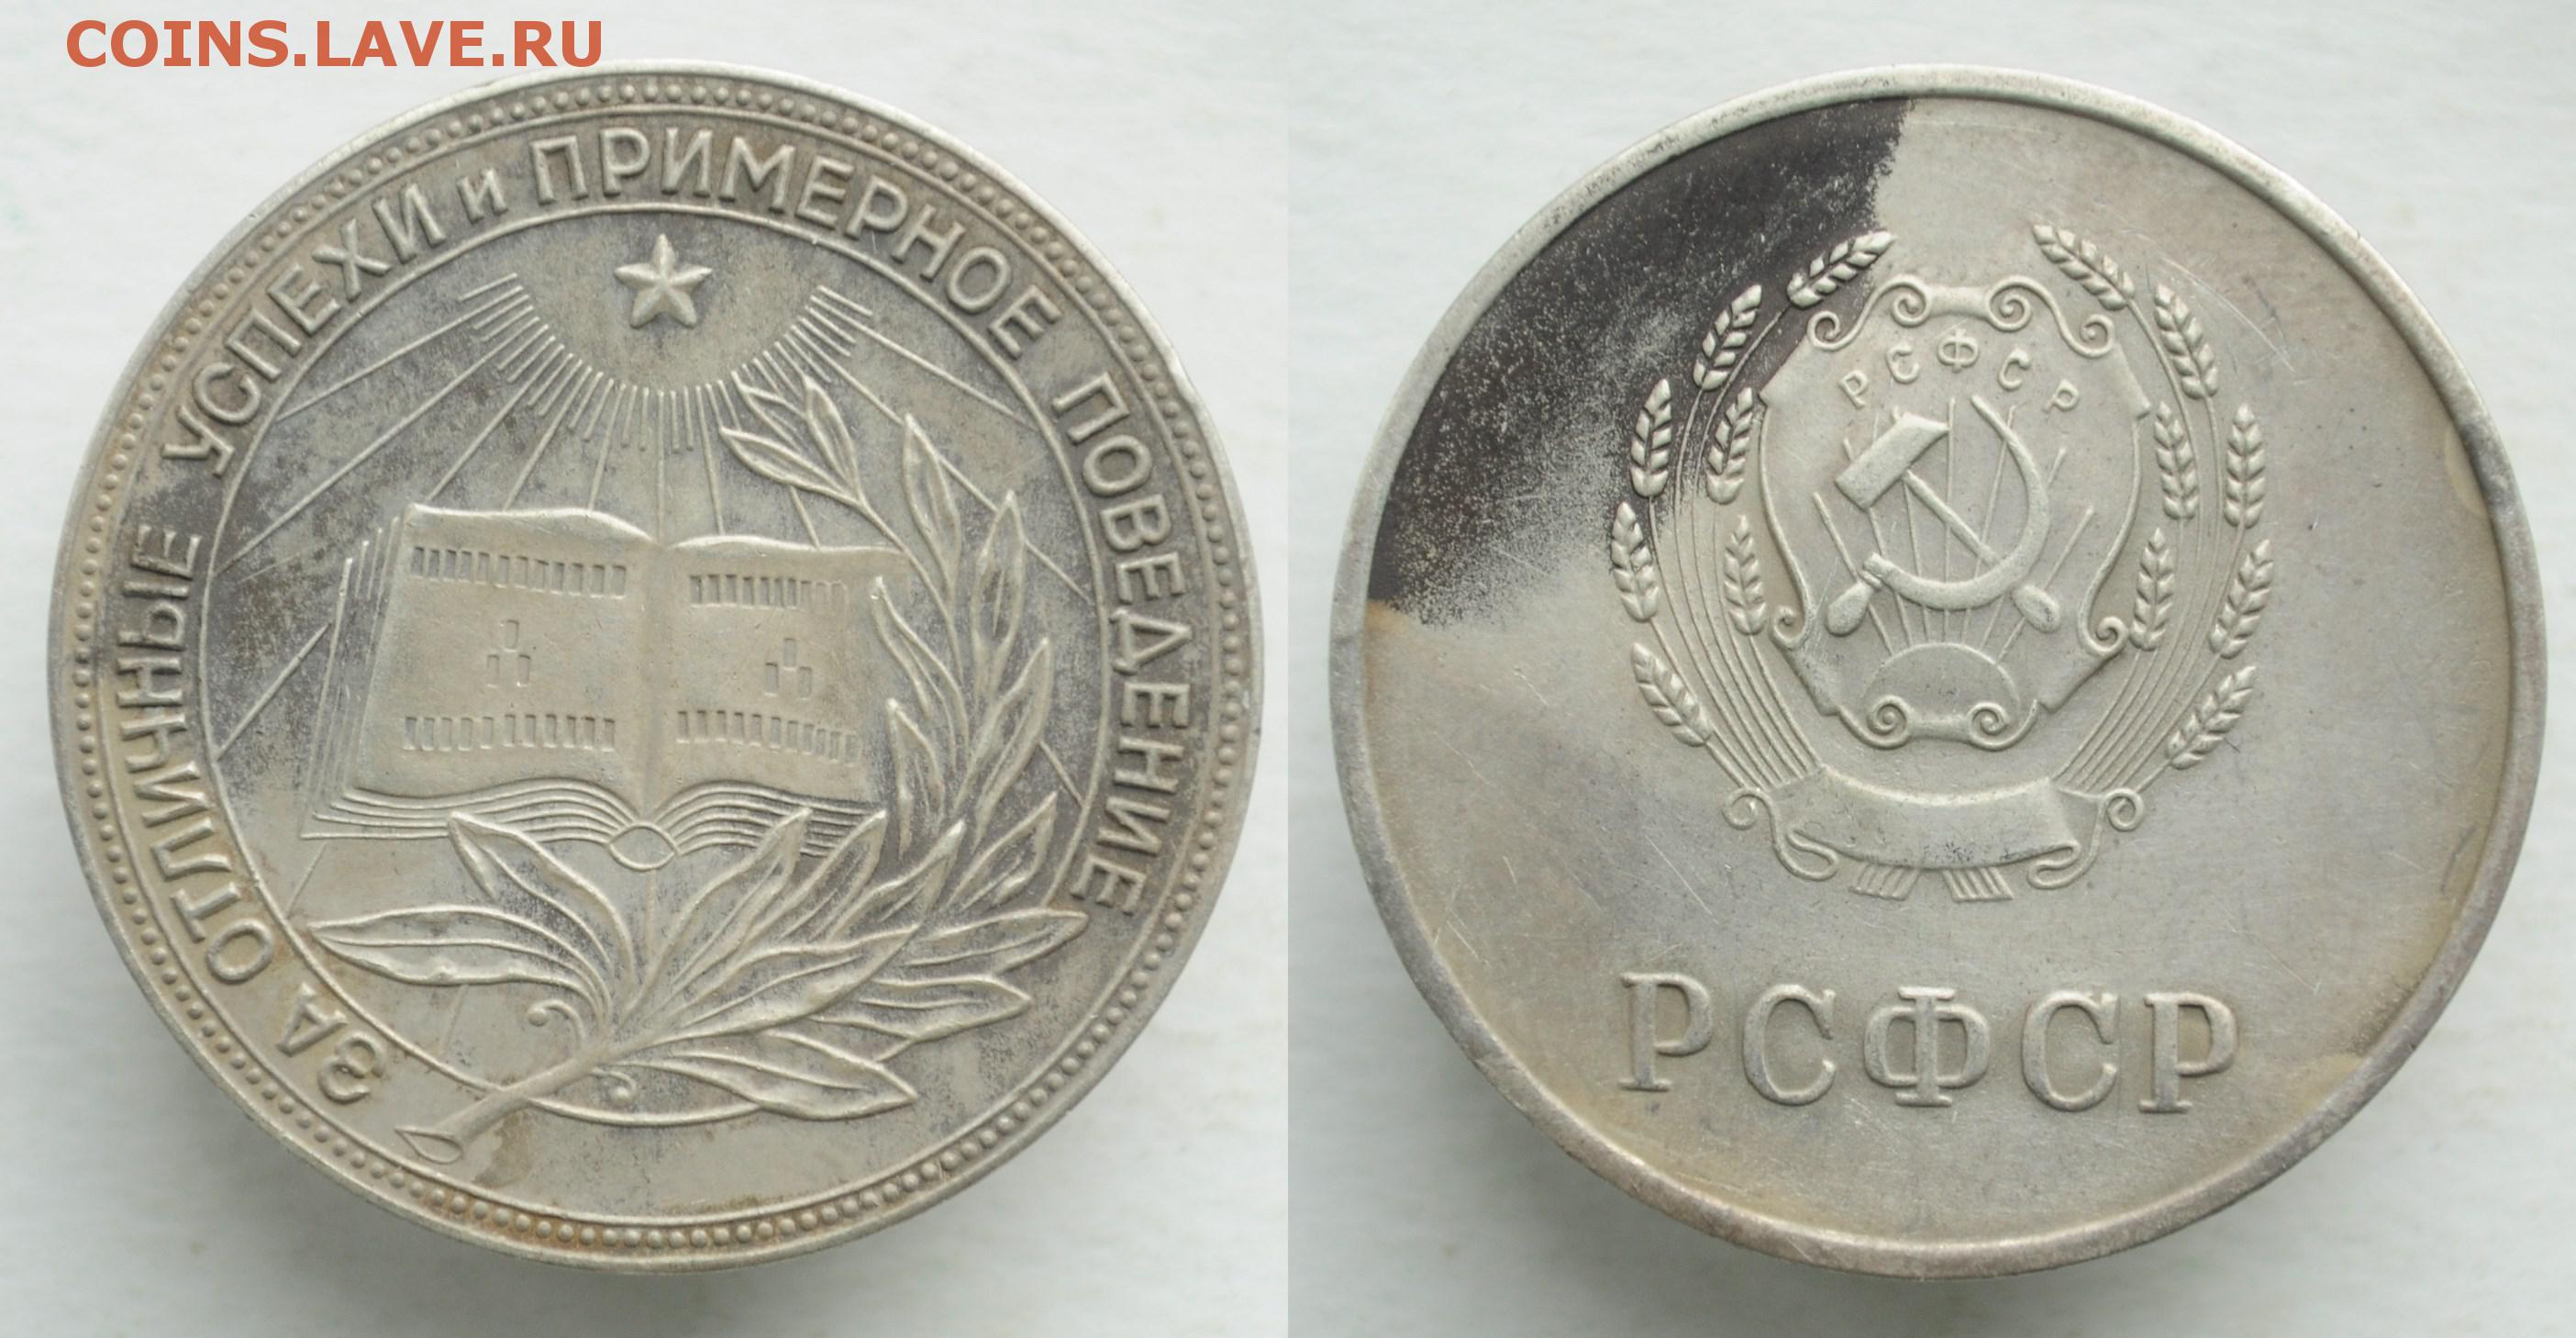 COINS.LAVE.RU
ЗА ОТЛИЧНЫЕ УСПЕХИ и ПРИМЕРНОЕ ПОВЕДЕНИЕ
РСФСР
РСФСР